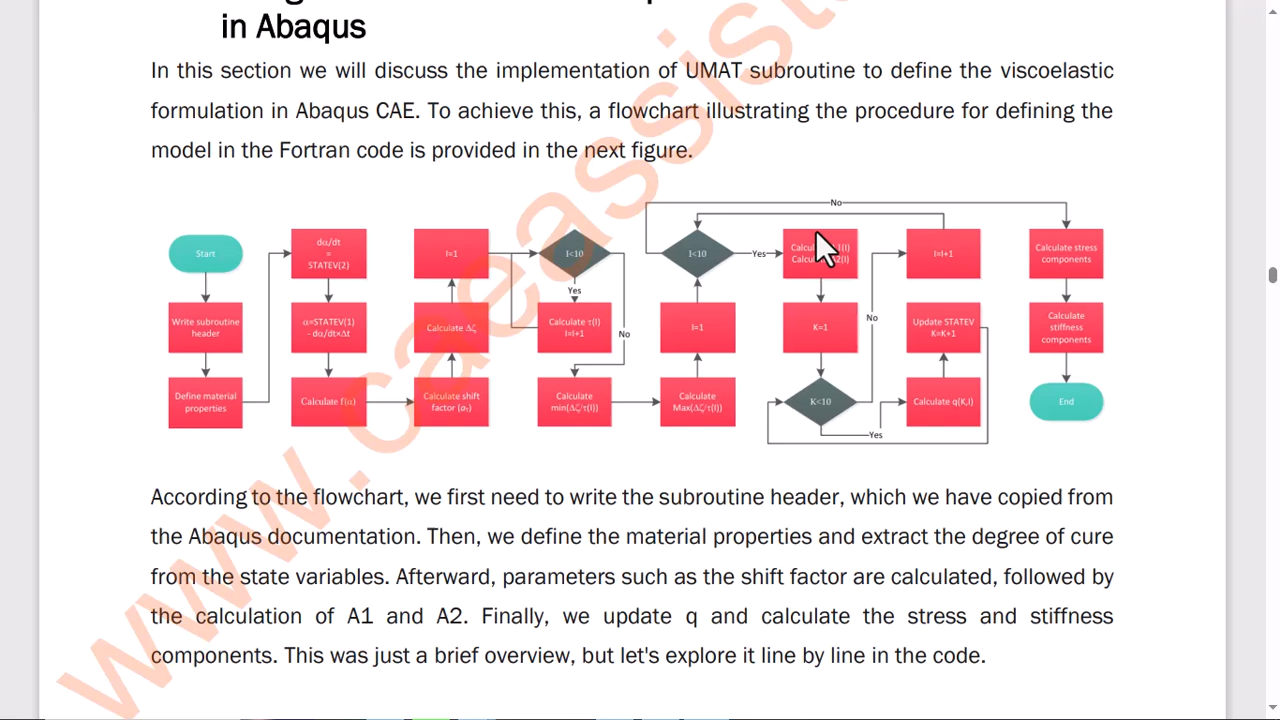 in Abaqus
In this section we will discuss the implementation of UMAT subroutine to define the viscoelastic
formulation in Abaqus CAE. To achieve this, a flowchart illustrating the procedure for defining the
model in the Fortran code is provided in the next figure.
Start
Write subroutine
header
Define material
properties
dα/dt
=
STATEV(2)
α=STATEV(1)
- dα/dt×Δt
Calculate f(α)
I=1
Calculate Δζ
Calculate shift
factor (aT)
I<10
Yes
Calculate τ(I)
I=I+1
No
Calculate
min(Δζ/τ(I))
No
I<10
Yes
I=1
Calculate
Max(Δζ/τ(I))
K=1
K<10
Yes
No
I=I+1
Update STATEV
K=K+1
Calculate q(K,I)
Calculate stress
components
Calculate
stiffness
components
End
According to the flowchart, we first need to write the subroutine header, which we have copied from
the Abaqus documentation. Then, we define the material properties and extract the degree of cure
from the state variables. Afterward, parameters such as the shift factor are calculated, followed by
the calculation of A1 and A2. Finally, we update q and calculate the stress and stiffness
components. This was just a brief overview, but let's explore it line by line in the code.